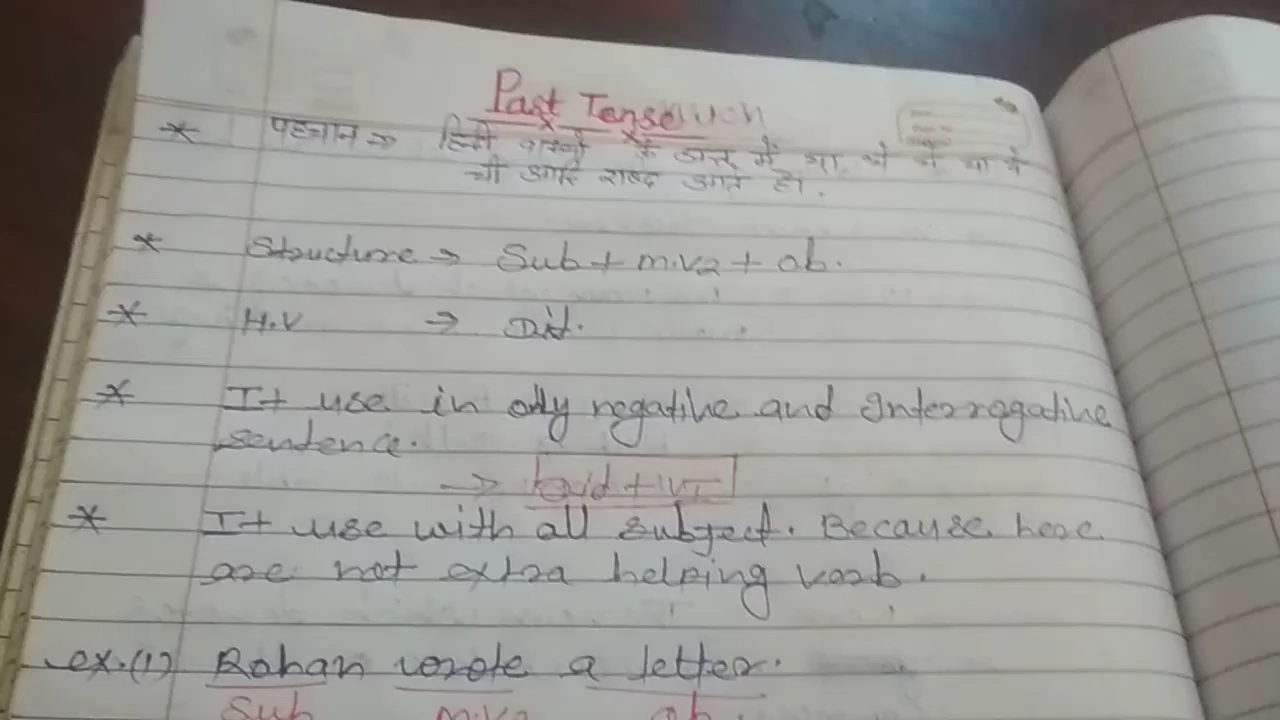 Past Tense
* पहचान → हिन्दी वाक्यों के अन्त में या, ये
थी आदि शब्द आते हो.
* Structure → Sub + m.v2 + ob.
* H.V → Did.
* It use in only negative and Interrogative
sentence.
→ Did + V1
* It use with all subject. Because here
are not extra helping verb.
ex.(1) Rohan wrote a letter.
Sub m.v2 ob.